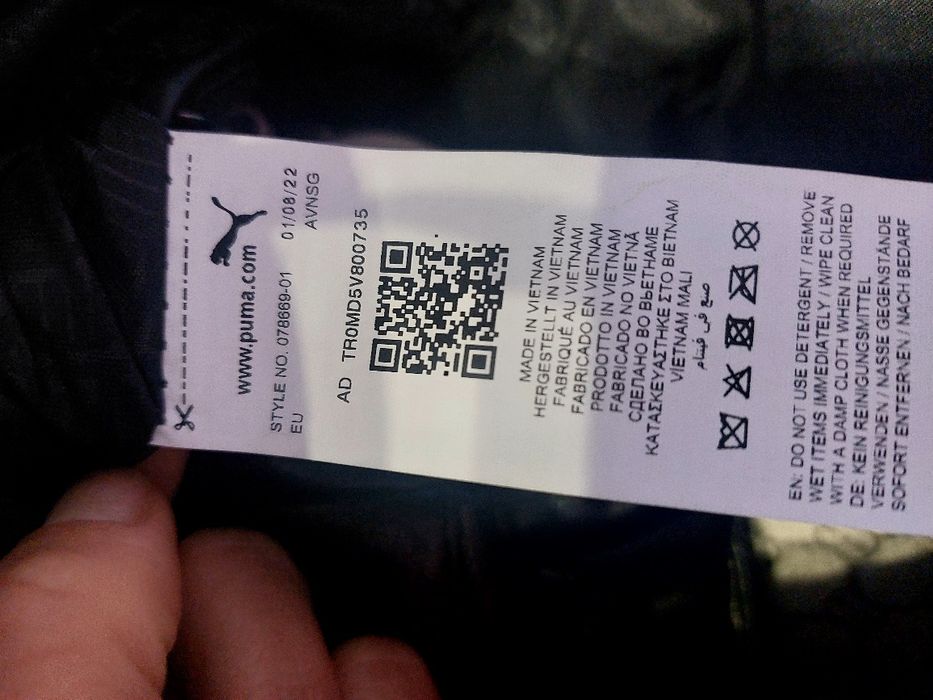 www.puma.com
STYLE NO. 078669-01 01/08/22
EU AVNSG
AD TR0MD5V800735
MADE IN VIETNAM
HERGESTELLT IN VIETNAM
FABRIQUÉ AU VIETNAM
FABRICADO EN VIETNAM
PRODOTTO IN VIETNAM
FABRICADO NO VIETNÃ
СДЕЛАНО ВО ВЬЕТНАМЕ
ΚΑΤΑΣΚΕΥΑΣΤΗΚΕ ΣΤΟ ΒΙΕΤΝΑΜ
VIETNAM MALI
صنع في فيتنام
EN: DO NOT USE DETERGENT / REMOVE
WET ITEMS IMMEDIATELY / WIPE CLEAN
WITH A DAMP CLOTH WHEN REQUIRED
DE: KEIN REINIGUNGSMITTEL
VERWENDEN / NASSE GEGENSTÄNDE
SOFORT ENTFERNEN / NACH BEDARF